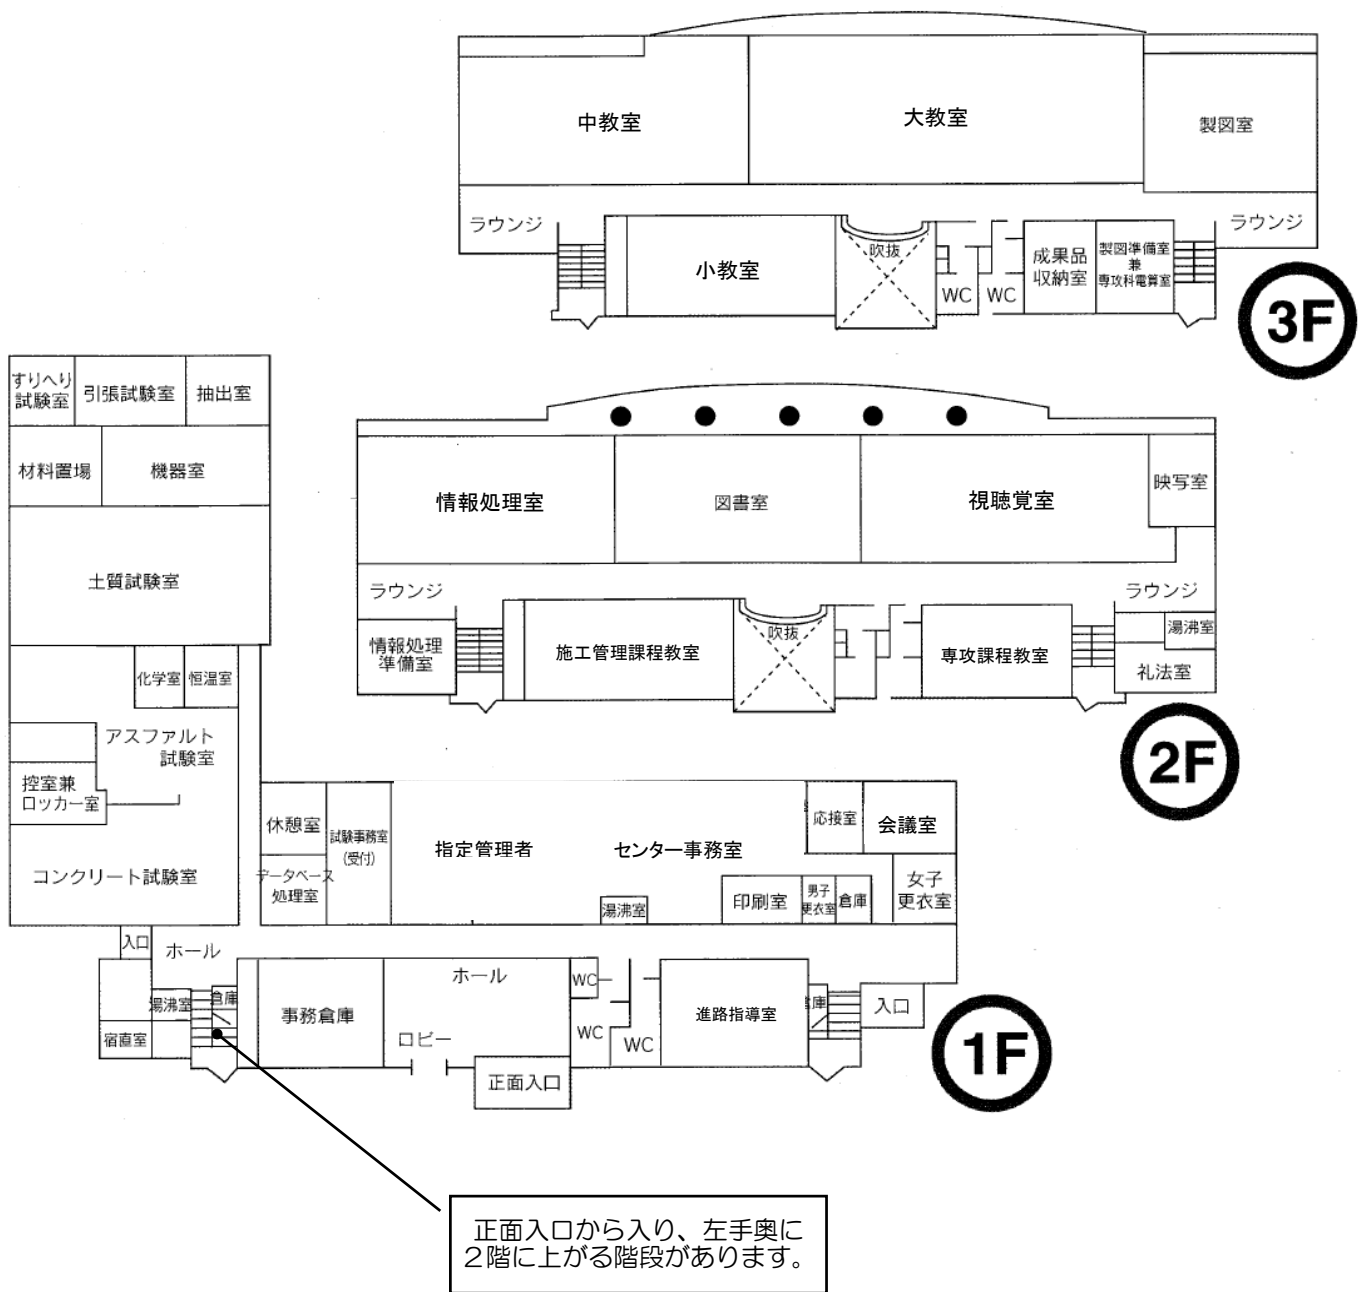 中教室
大教室
製図室
ラウンジ
小教室
吹抜
WC
WC
成果品
収納室
製図準備室
兼
専攻科電算室
ラウンジ
3F
すりへり
試験室
引張試験室
抽出室
材料置場
機器室
土質試験室
化学室
恒温室
アスファルト
試験室
控室兼
ロッカー室
コンクリート試験室
情報処理室
図書室
視聴覚室
映写室
ラウンジ
情報処理
準備室
施工管理課程教室
吹抜
専攻課程教室
ラウンジ
湯沸室
礼法室
2F
休憩室
試験事務室
(受付)
データベース
処理室
指定管理者
センター事務室
応接室
会議室
湯沸室
印刷室
男子
更衣室
倉庫
女子
更衣室
入口
ホール
湯沸室
倉庫
宿直室
事務倉庫
ホール
ロビー
WC
WC
WC
正面入口
進路指導室
倉庫
入口
1F
正面入口から入り、左手奥に
２階に上がる階段があります。